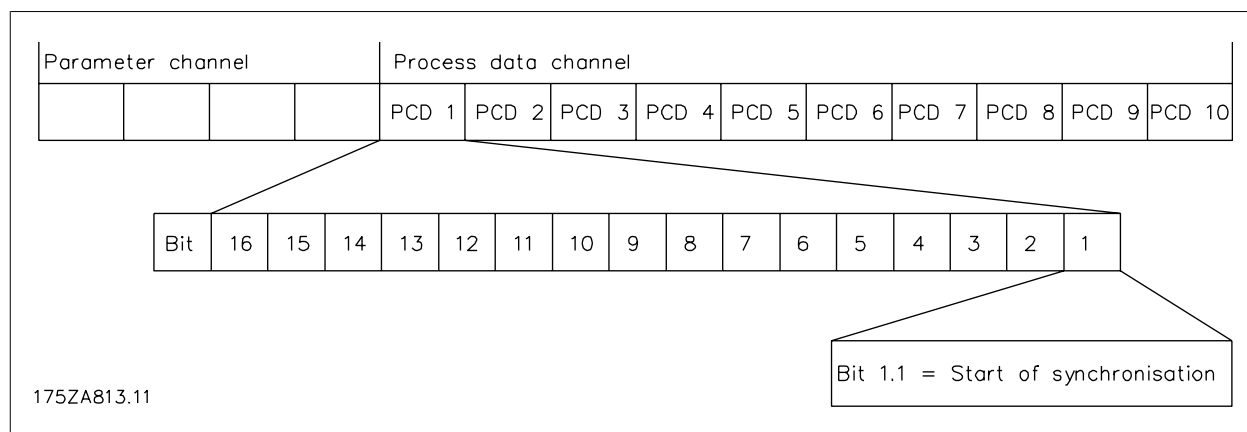 Parameter channel Process data channel
PCD 1 PCD 2 PCD 3 PCD 4 PCD 5 PCD 6 PCD 7 PCD 8 PCD 9 PCD 10
Bit 16 15 14 13 12 11 10 9 8 7 6 5 4 3 2 1
Bit 1.1 = Start of synchronisation
175ZA813.11